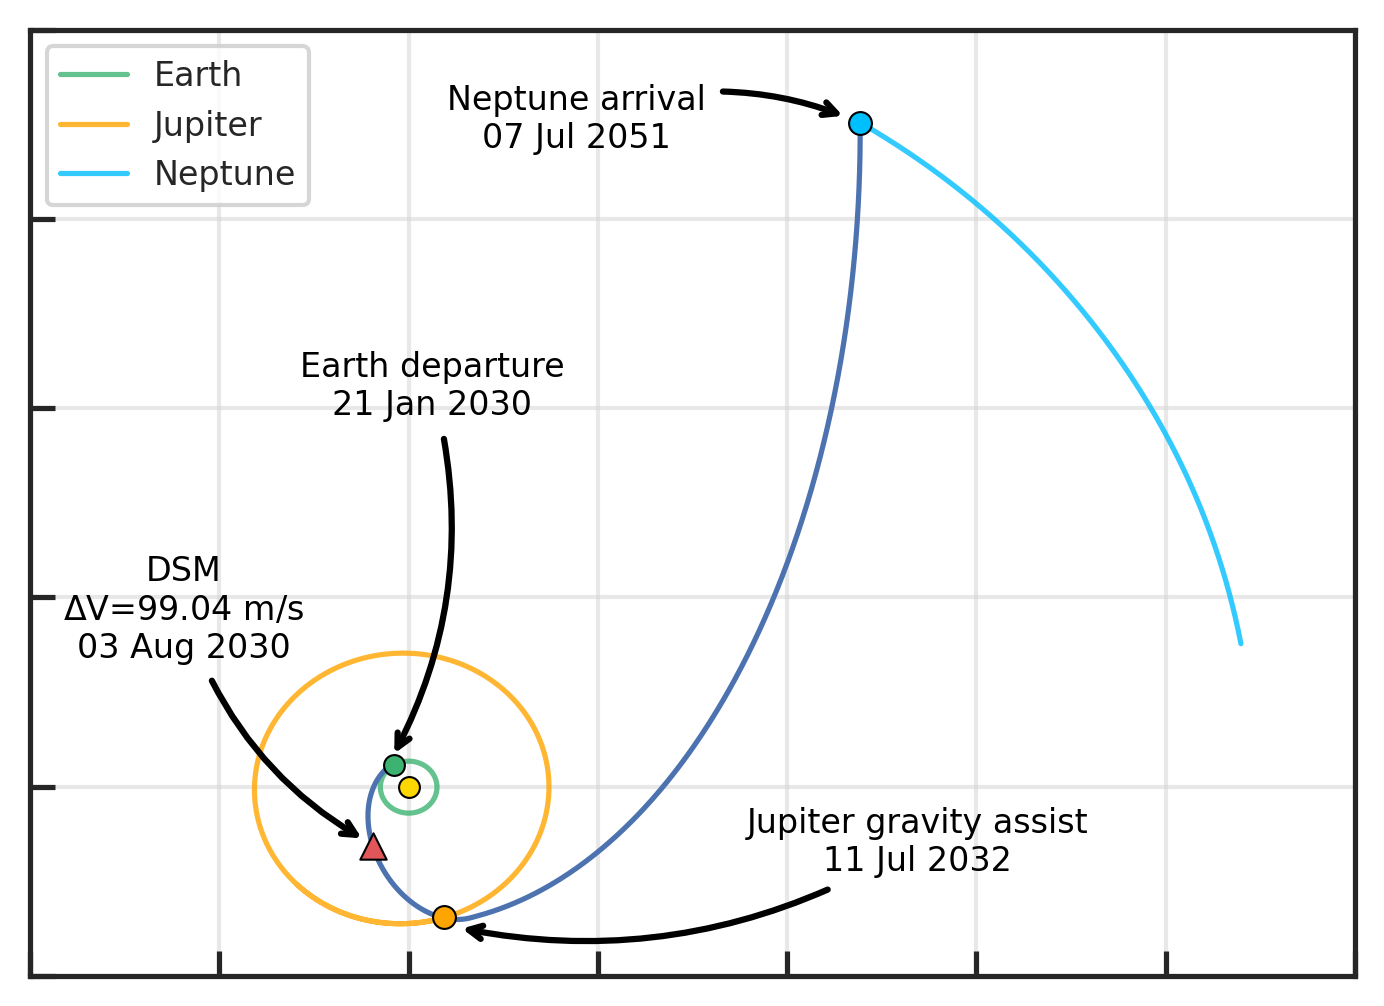 Earth
Jupiter
Neptune
Neptune arrival
07 Jul 2051
Earth departure
21 Jan 2030
DSM
ΔV=99.04 m/s
03 Aug 2030
Jupiter gravity assist
11 Jul 2032